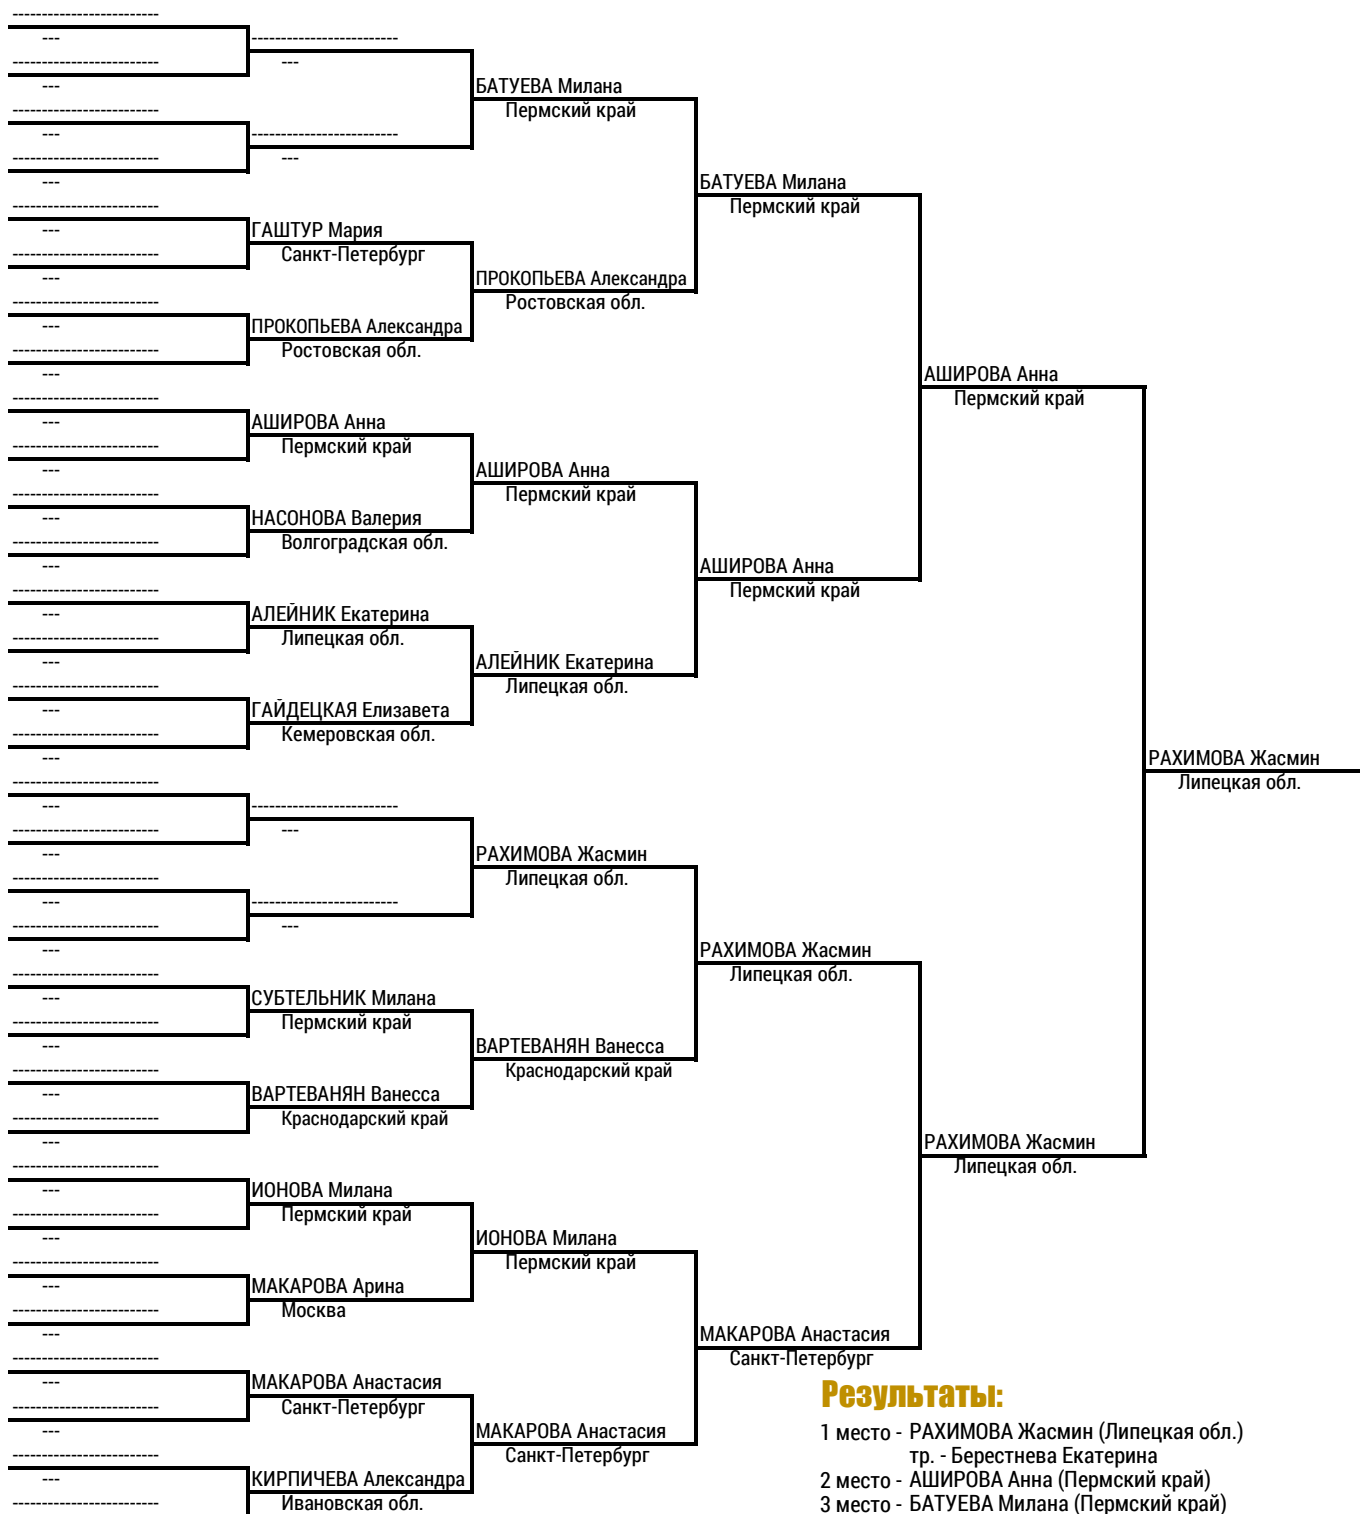 -------------------------
---
-------------------------
---
-------------------------
---
-------------------------
---
-------------------------
---
-------------------------
---
-------------------------
---
-------------------------
---
-------------------------
---
-------------------------
---
-------------------------
---
-------------------------
---
-------------------------
---
-------------------------
---
-------------------------
---
-------------------------
---
-------------------------
---
-------------------------
---
-------------------------
---
-------------------------
---
-------------------------
---
-------------------------
---
-------------------------
---
-------------------------
---
-------------------------
---
-------------------------
---
-------------------------
---
-------------------------
---
-------------------------
---
-------------------------
---
-------------------------
---
-------------------------
-------------------------
---
-------------------------
---
ГАШТУР Мария
Санкт-Петербург
ПРОКОПЬЕВА Александра
Ростовская обл.
АШИРОВА Анна
Пермский край
НАСОНОВА Валерия
Волгоградская обл.
АЛЕЙНИК Екатерина
Липецкая обл.
ГАЙДЕЦКАЯ Елизавета
Кемеровская обл.
-------------------------
---
-------------------------
---
СУБТЕЛЬНИК Милана
Пермский край
ВАРТЕВАНЯН Ванесса
Краснодарский край
ИОНОВА Милана
Пермский край
МАКАРОВА Арина
Москва
МАКАРОВА Анастасия
Санкт-Петербург
КИРПИЧЕВА Александра
Ивановская обл.
БАТУЕВА Милана
Пермский край
ПРОКОПЬЕВА Александра
Ростовская обл.
АШИРОВА Анна
Пермский край
АЛЕЙНИК Екатерина
Липецкая обл.
РАХИМОВА Жасмин
Липецкая обл.
ВАРТЕВАНЯН Ванесса
Краснодарский край
ИОНОВА Милана
Пермский край
МАКАРОВА Анастасия
Санкт-Петербург
БАТУЕВА Милана
Пермский край
АШИРОВА Анна
Пермский край
РАХИМОВА Жасмин
Липецкая обл.
МАКАРОВА Анастасия
Санкт-Петербург
АШИРОВА Анна
Пермский край
РАХИМОВА Жасмин
Липецкая обл.
РАХИМОВА Жасмин
Липецкая обл.
Результаты:
1 место - РАХИМОВА Жасмин (Липецкая обл.)
тр. - Берестнева Екатерина
2 место - АШИРОВА Анна (Пермский край)
3 место - БАТУЕВА Милана (Пермский край)